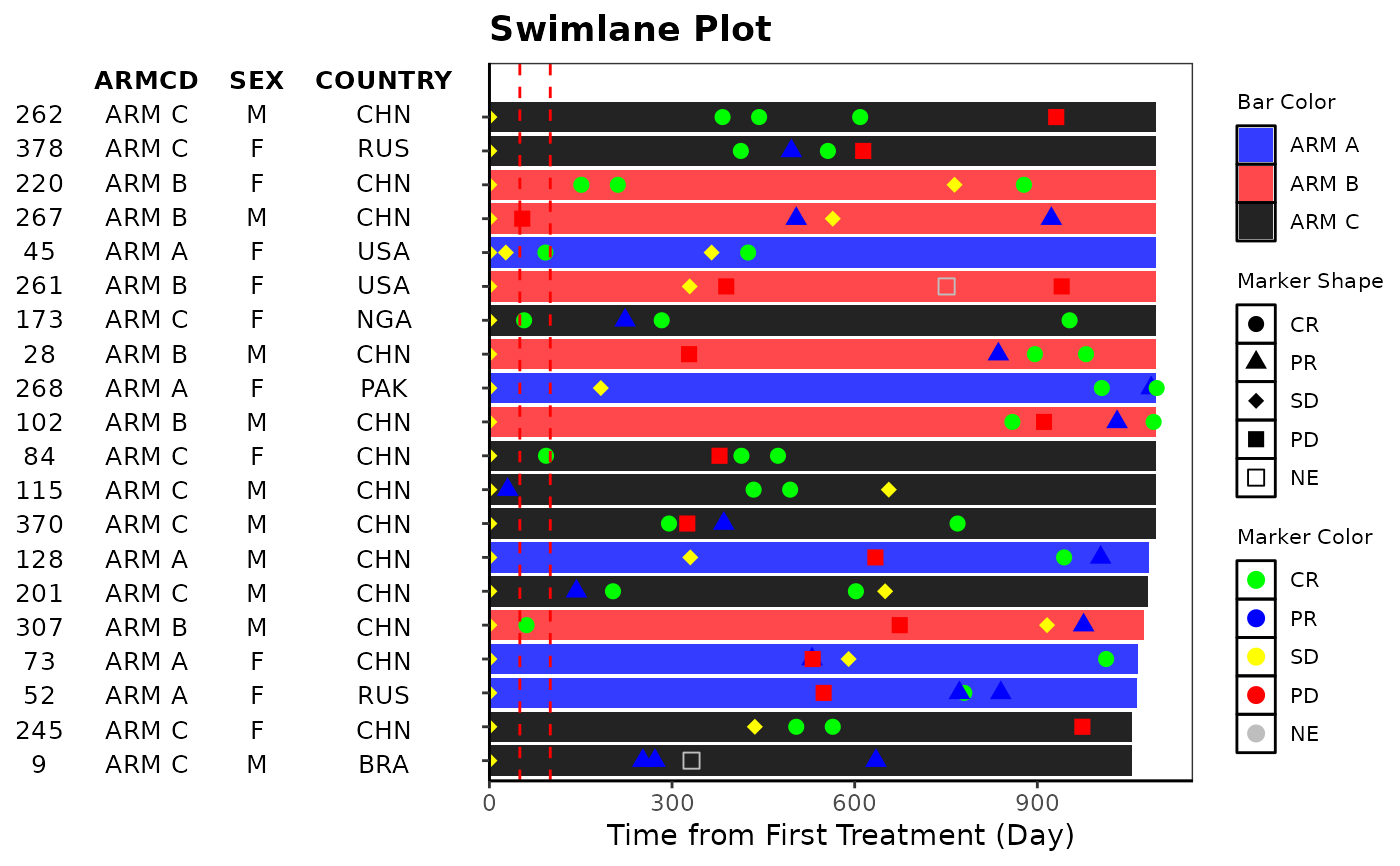 Swimlane Plot
ARMCD SEX COUNTRY
262 ARM C M CHN
378 ARM C F RUS
220 ARM B F CHN
267 ARM B M CHN
45 ARM A F USA
261 ARM B F USA
173 ARM C F NGA
28 ARM B M CHN
268 ARM A F PAK
102 ARM B M CHN
84 ARM C F CHN
115 ARM C M CHN
370 ARM C M CHN
128 ARM A M CHN
201 ARM C M CHN
307 ARM B M CHN
73 ARM A F CHN
52 ARM A F RUS
245 ARM C F CHN
9 ARM C M BRA
0 300 600 900
Time from First Treatment (Day)
Bar Color
ARM A
ARM B
ARM C
Marker Shape
CR
PR
SD
PD
NE
Marker Color
CR
PR
SD
PD
NE